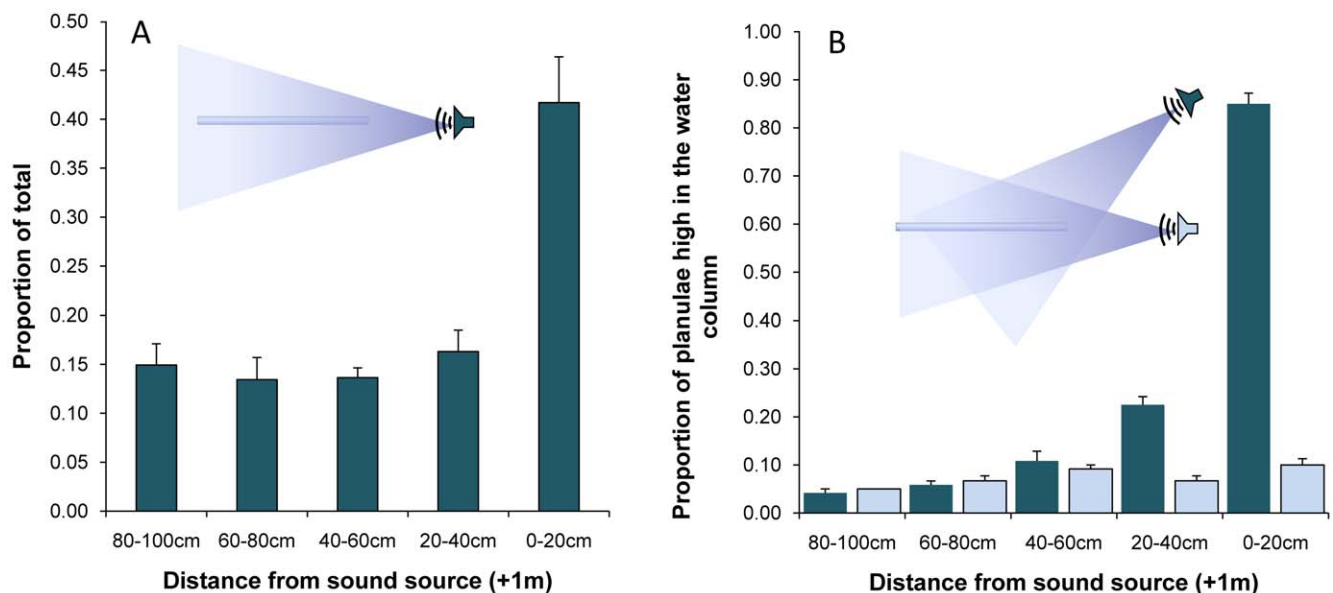 A
Proportion of total
0.50
0.45
0.40
0.35
0.30
0.25
0.20
0.15
0.10
0.05
0.00
80-100cm 60-80cm 40-60cm 20-40cm 0-20cm
Distance from sound source (+1m)
B
Proportion of planulae high in the water
column
1.00
0.90
0.80
0.70
0.60
0.50
0.40
0.30
0.20
0.10
0.00
80-100cm 60-80cm 40-60cm 20-40cm 0-20cm
Distance from sound source (+1m)